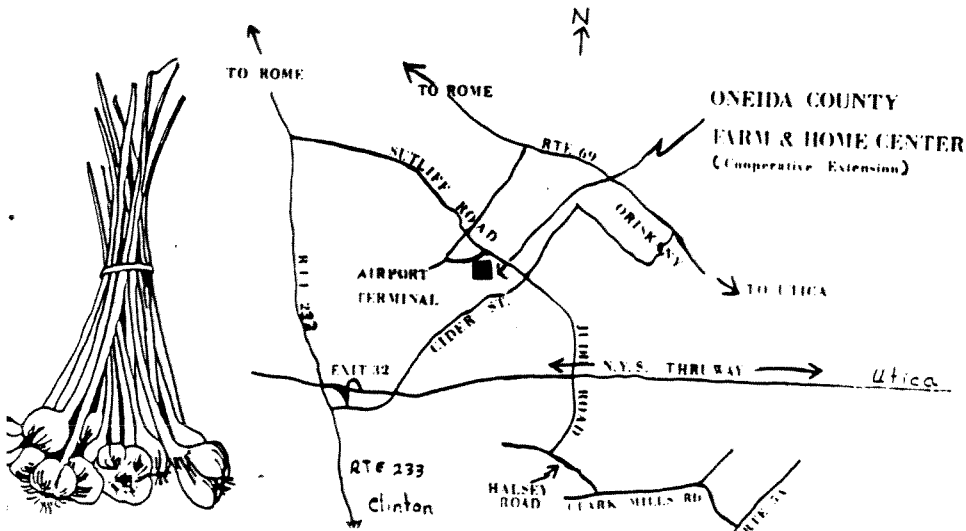 N
TO ROME
TO ROME
ONEIDA COUNTY
FARM & HOME CENTER
(Cooperative Extension)
RTE 69
SUTLIFF ROAD
ORISKANY
AIRPORT
TERMINAL
TO UTICA
RTE 233
CIDER ST.
JUDD ROAD
EXIT 32
N.Y.S. THRUWAY
Utica
RTE 233
Clinton
HALSEY
ROAD
CLARK MILLS RD